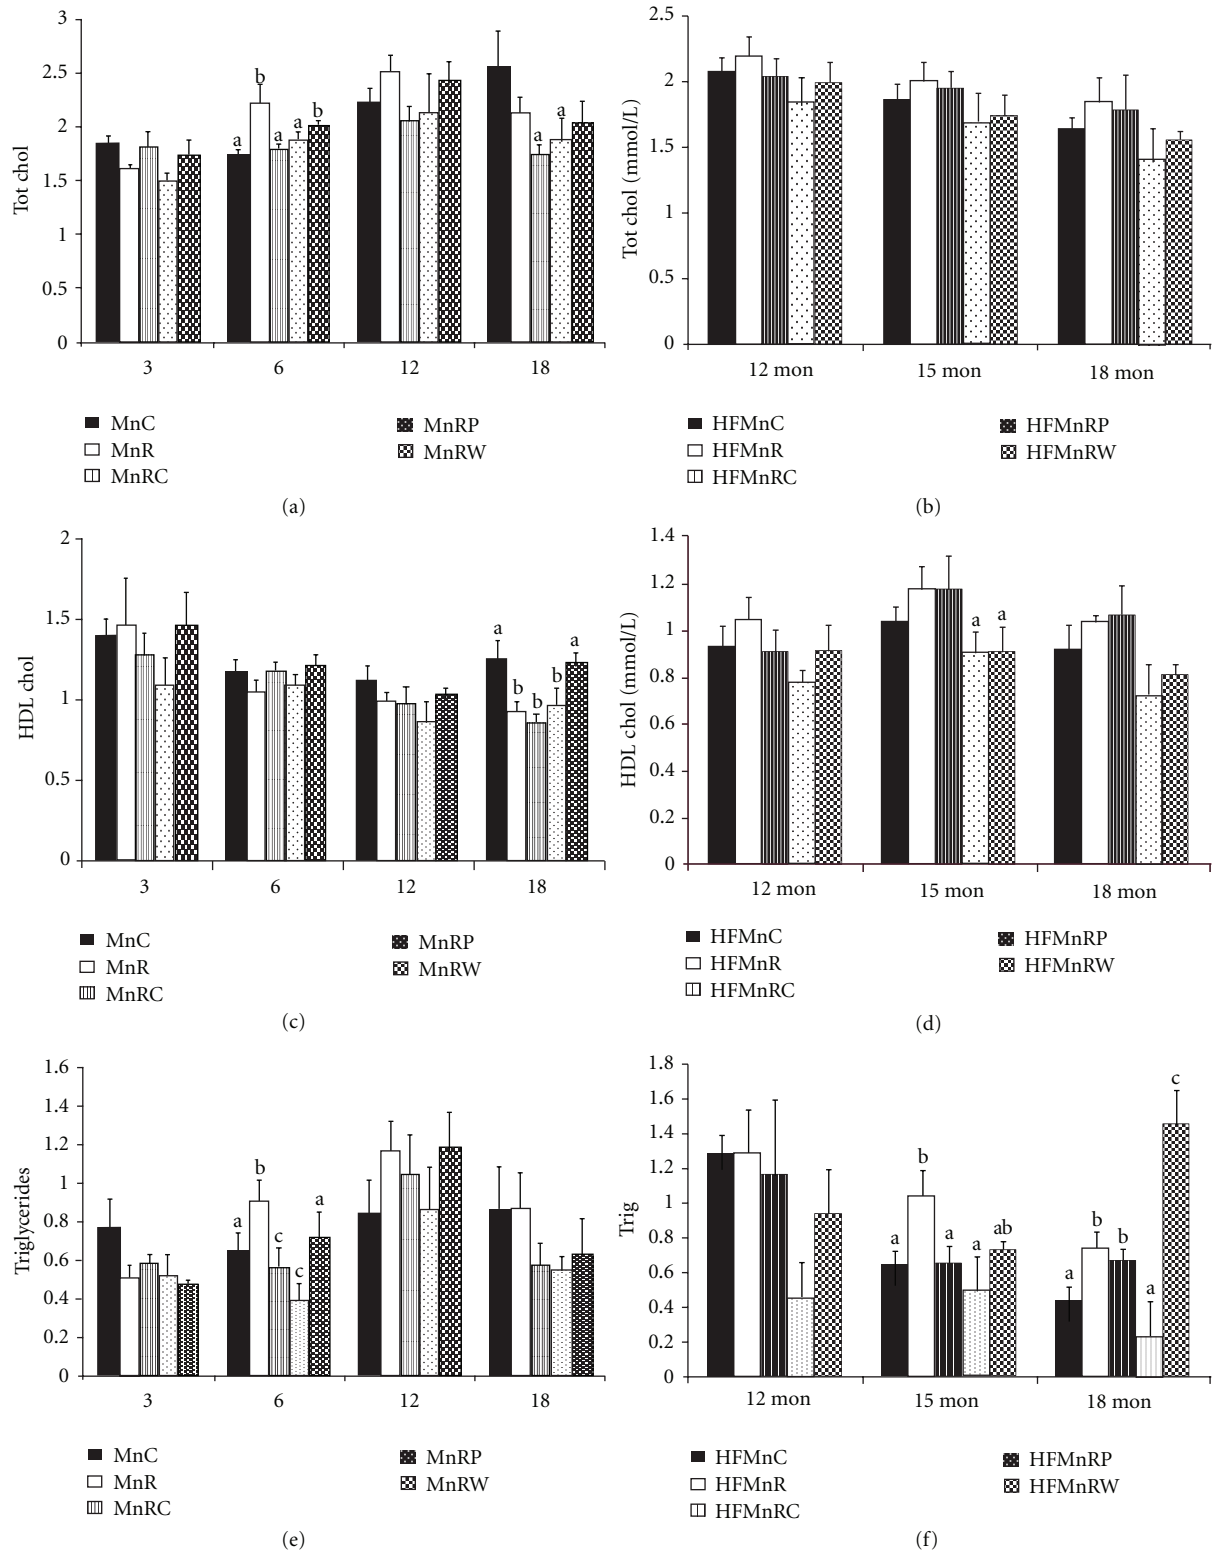 Tot chol
3
2.5
2
1.5
1
0.5
0
a
b
a
a
b
a
a
3
6
12
18
MnC
MnR
MnRC
MnRP
MnRW
(a)
Tot chol (mmol/L)
2.5
2
1.5
1
0.5
0
12 mon
15 mon
18 mon
HFMnC
HFMnR
HFMnRC
HFMnRP
HFMnRW
(b)
HDL chol
2
1.5
1
0.5
0
a
b
b
b
a
3
6
12
18
MnC
MnR
MnRC
MnRP
MnRW
(c)
HDL chol (mmol/L)
1.4
1.2
1
0.8
0.6
0.4
0.2
0
a
a
12 mon
15 mon
18 mon
HFMnC
HFMnR
HFMnRC
HFMnRP
HFMnRW
(d)
Triglycerides
1.6
1.4
1.2
1
0.8
0.6
0.4
0.2
0
a
b
c
c
a
3
6
12
18
MnC
MnR
MnRC
MnRP
MnRW
(e)
Trig
1.8
1.6
1.4
1.2
1
0.8
0.6
0.4
0.2
0
a
b
a
a
ab
a
b
b
a
c
12 mon
15 mon
18 mon
HFMnC
HFMnR
HFMnRC
HFMnRP
HFMnRW
(f)